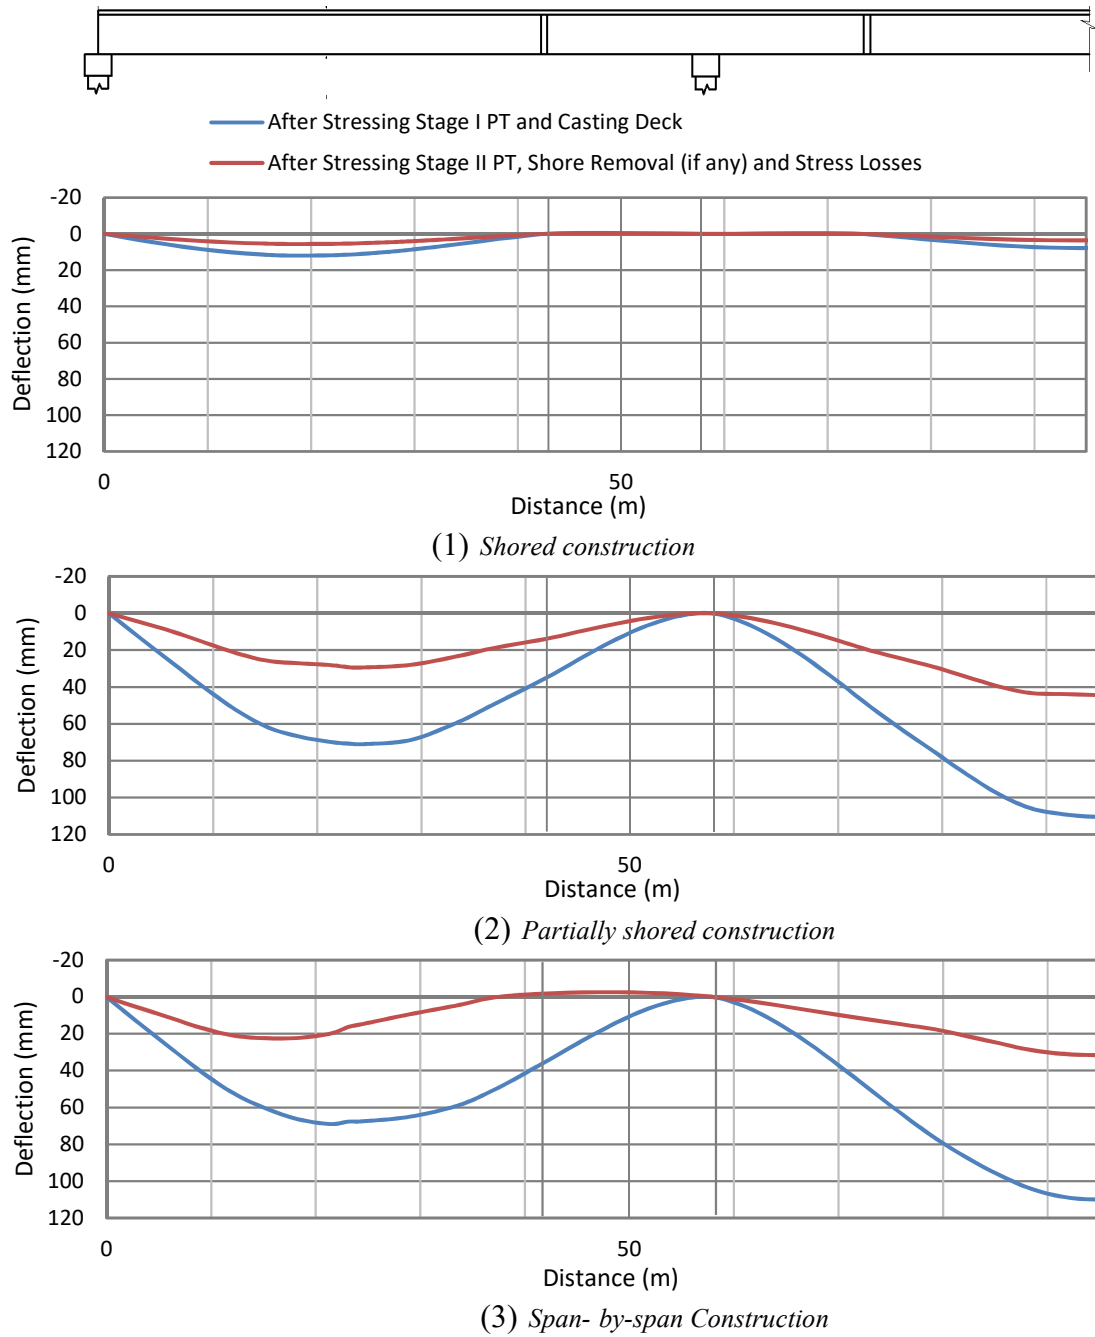 After Stressing Stage I PT and Casting Deck
After Stressing Stage II PT, Shore Removal (if any) and Stress Losses
-20
0
20
40
60
80
100
120
Deflection (mm)
0 50
Distance (m)
(1) Shored construction
-20
0
20
40
60
80
100
120
Deflection (mm)
0 50
Distance (m)
(2) Partially shored construction
-20
0
20
40
60
80
100
120
Deflection (mm)
0 50
Distance (m)
(3) Span- by-span Construction